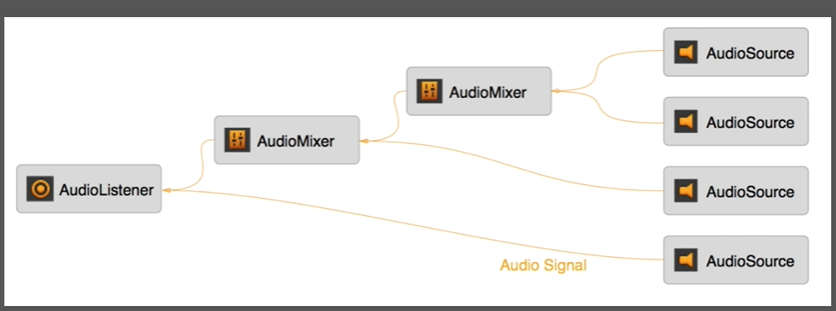 AudioSource
AudioMixer
AudioSource
AudioMixer
AudioListener
AudioSource
AudioSource
Audio Signal